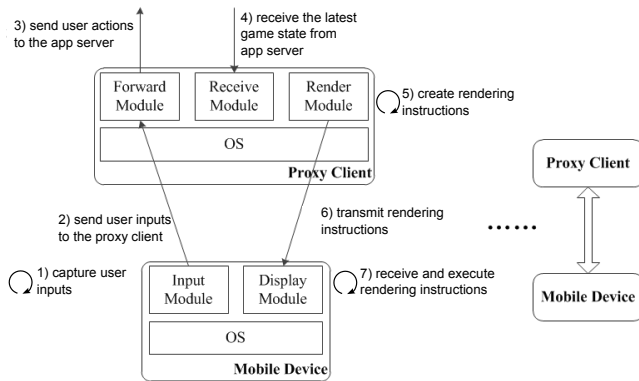 3) send user actions
to the app server
4) receive the latest
game state from
app server
Forward
Module
Receive
Module
Render
Module
5) create rendering
instructions
OS
Proxy Client
2) send user inputs
to the proxy client
6) transmit rendering
instructions
1) capture user
inputs
Input
Module
Display
Module
7) receive and execute
rendering instructions
OS
Mobile Device
......
Proxy Client
Mobile Device